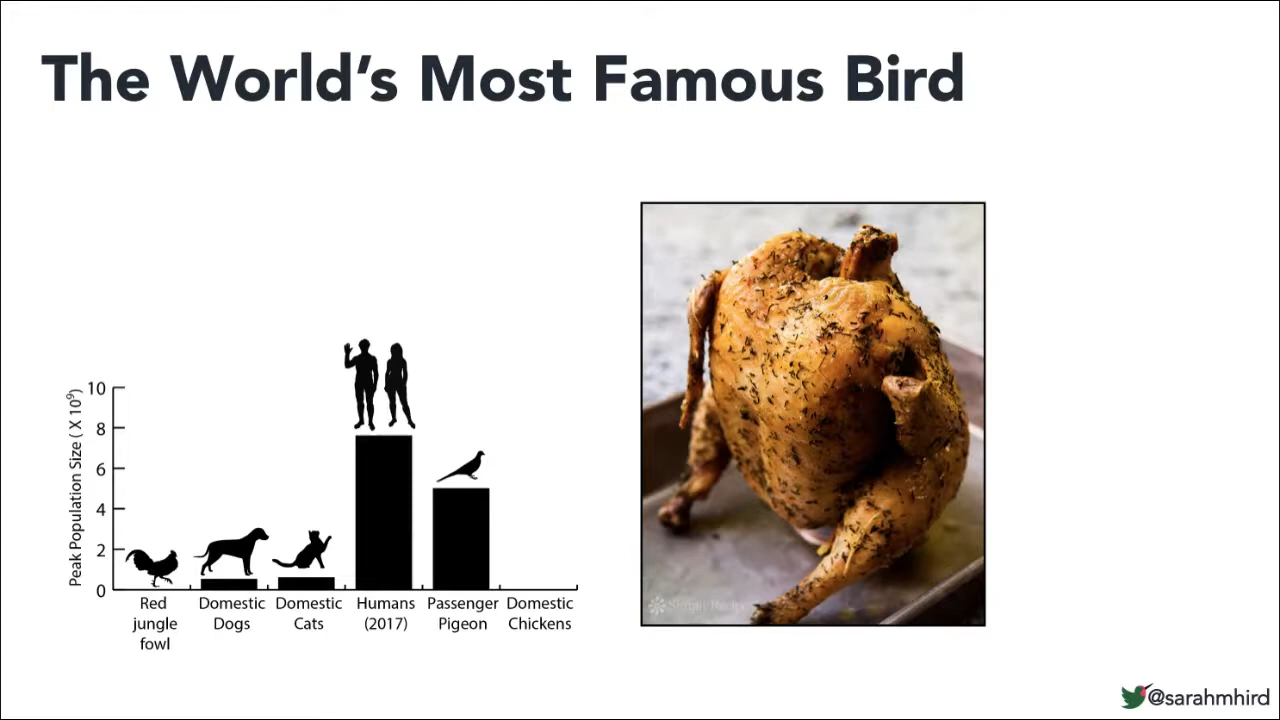 The World's Most Famous Bird
Peak Population Size ( X 10⁹)
10
8
6
4
2
0
Red jungle fowl
Domestic Dogs
Domestic Cats
Humans (2017)
Passenger Pigeon
Domestic Chickens
@sarahmhird